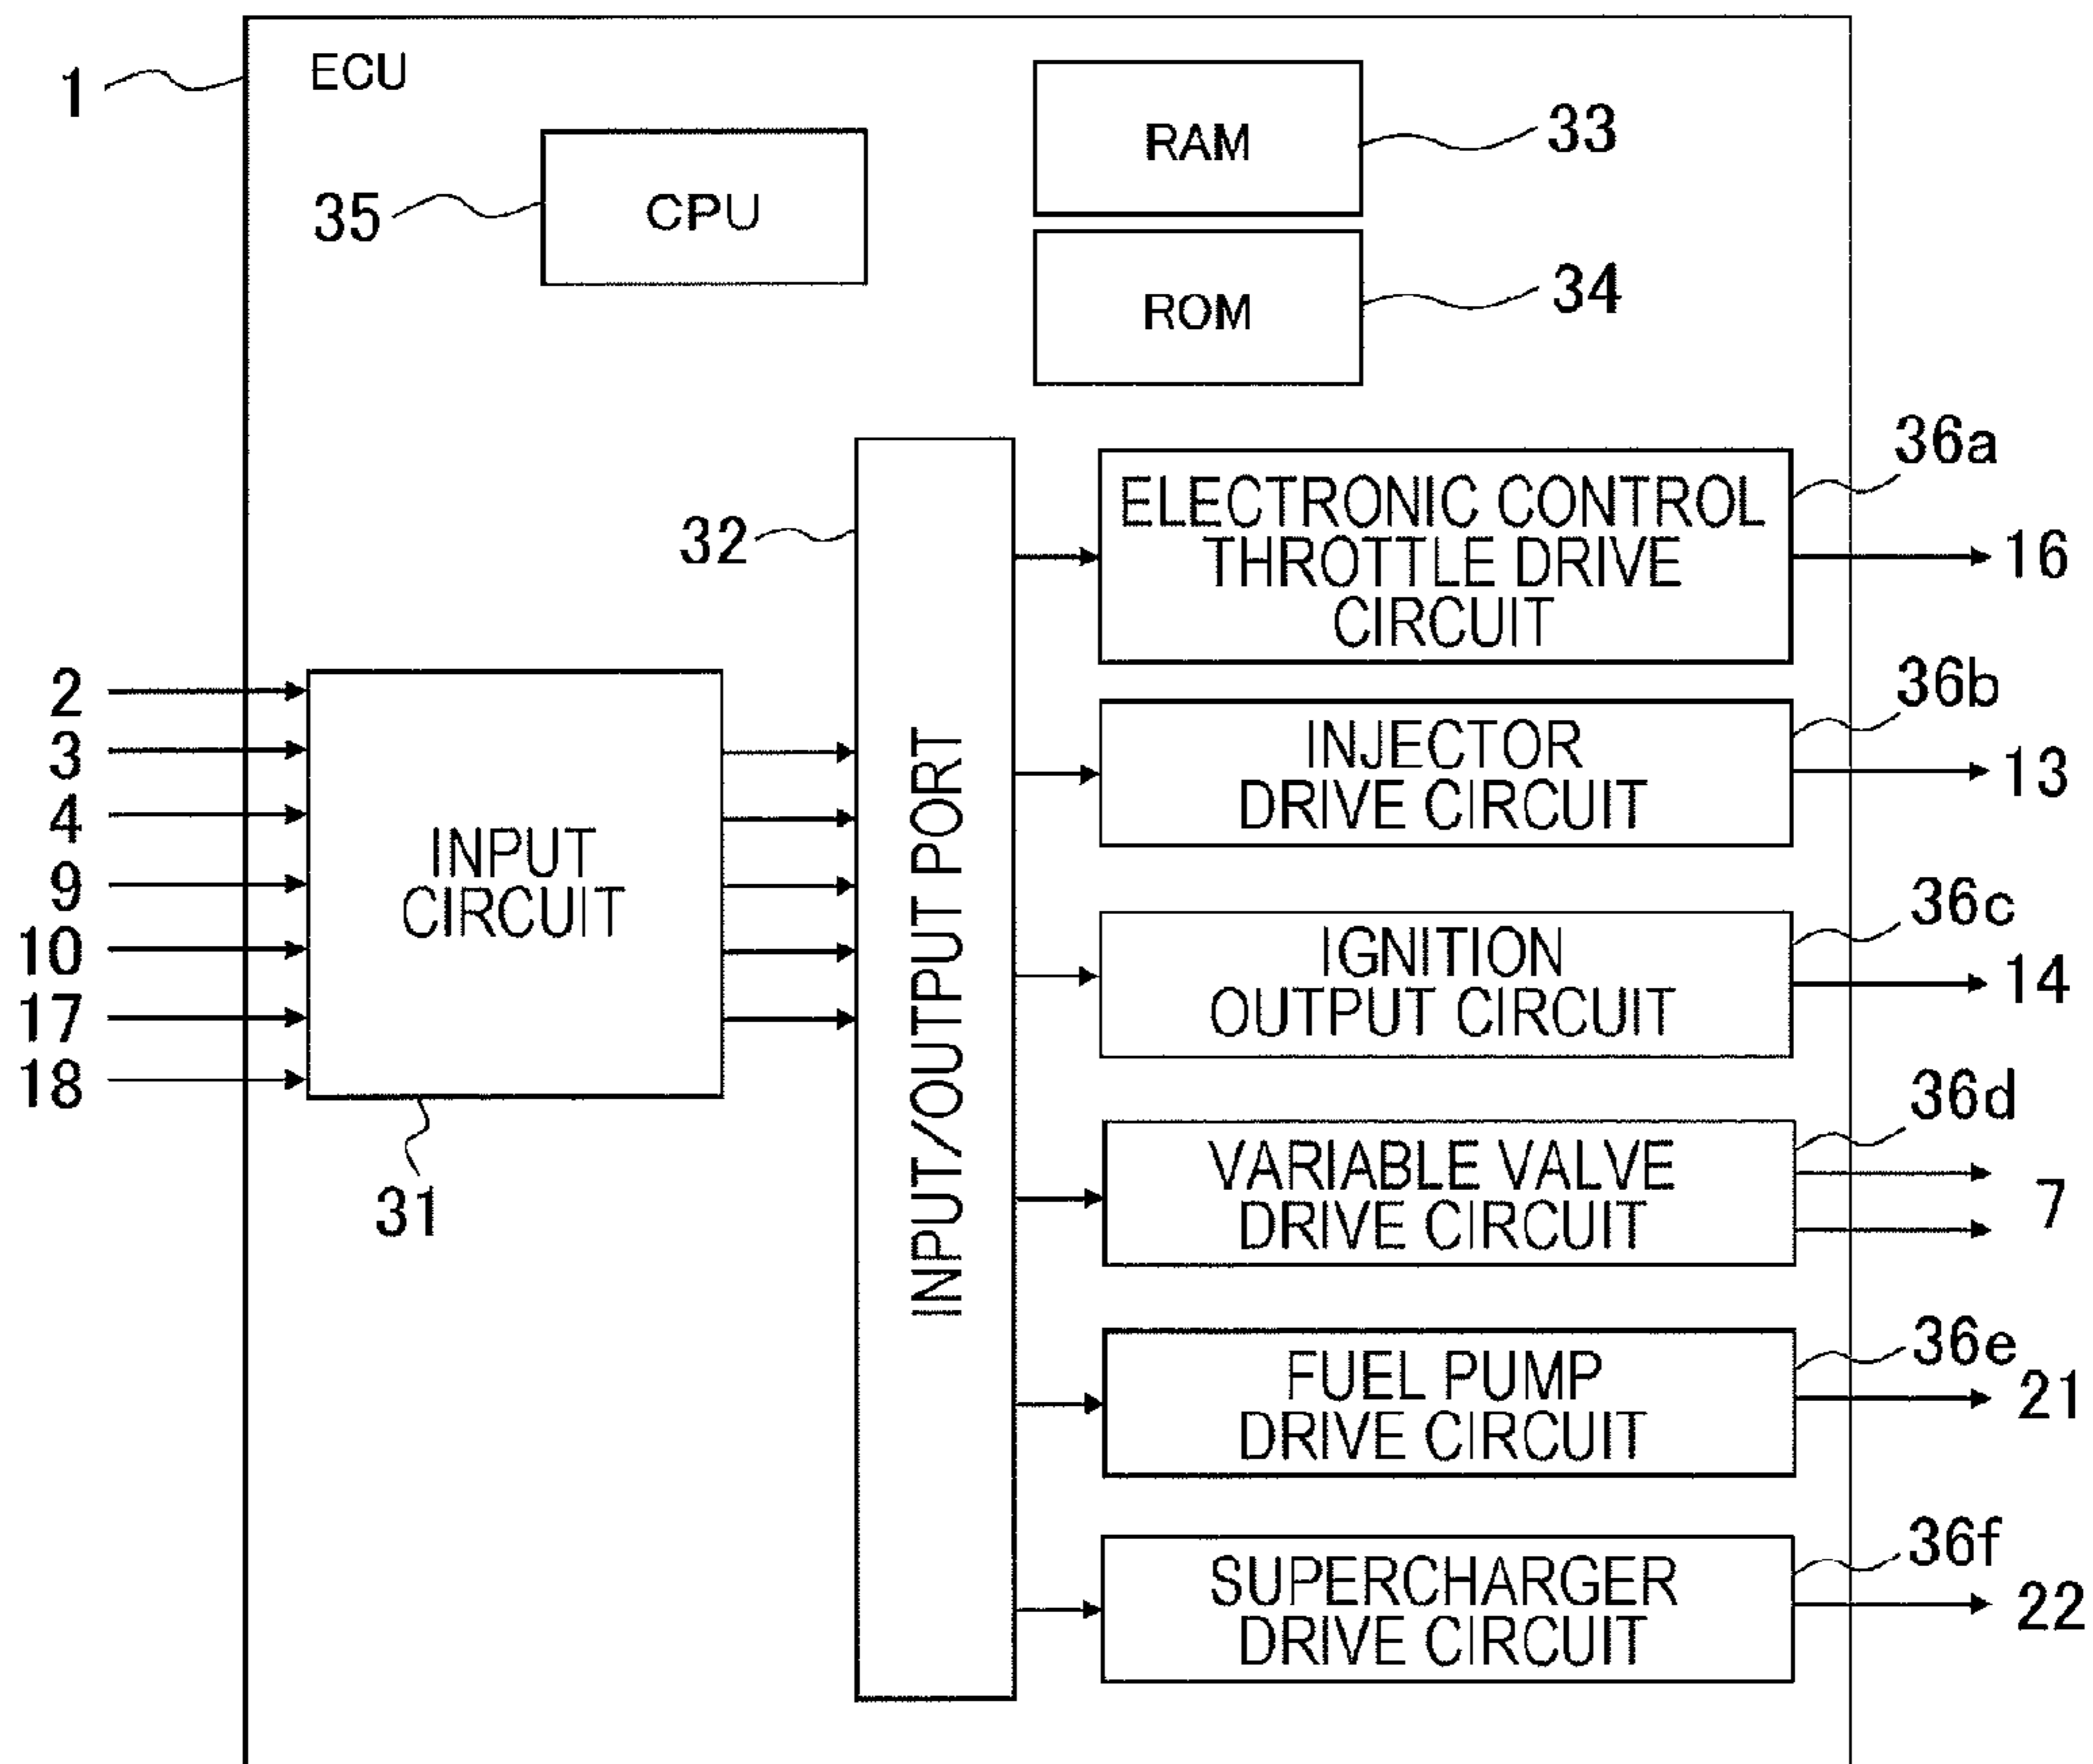 1
ECU
RAM
33
35
CPU
ROM
34
32
ELECTRONIC CONTROL
THROTTLE DRIVE
CIRCUIT
36a
16
2
3
4
9
10
17
18
INPUT
CIRCUIT
31
INPUT/OUTPUT PORT
INJECTOR
DRIVE CIRCUIT
36b
13
IGNITION
OUTPUT CIRCUIT
36c
14
VARIABLE VALVE
DRIVE CIRCUIT
36d
7
FUEL PUMP
DRIVE CIRCUIT
36e
21
SUPERCHARGER
DRIVE CIRCUIT
36f
22